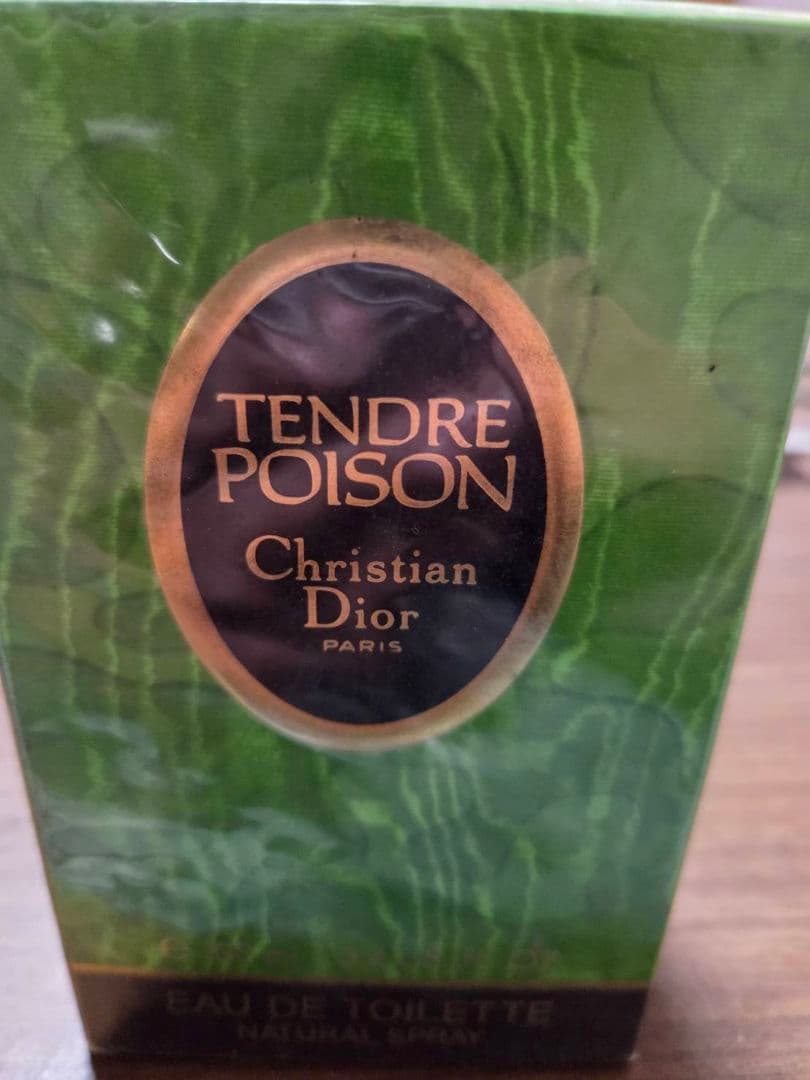 TENDRE
POISON
Christian
Dior
PARIS
EAU DE TOILETTE
NATURAL SPRAY